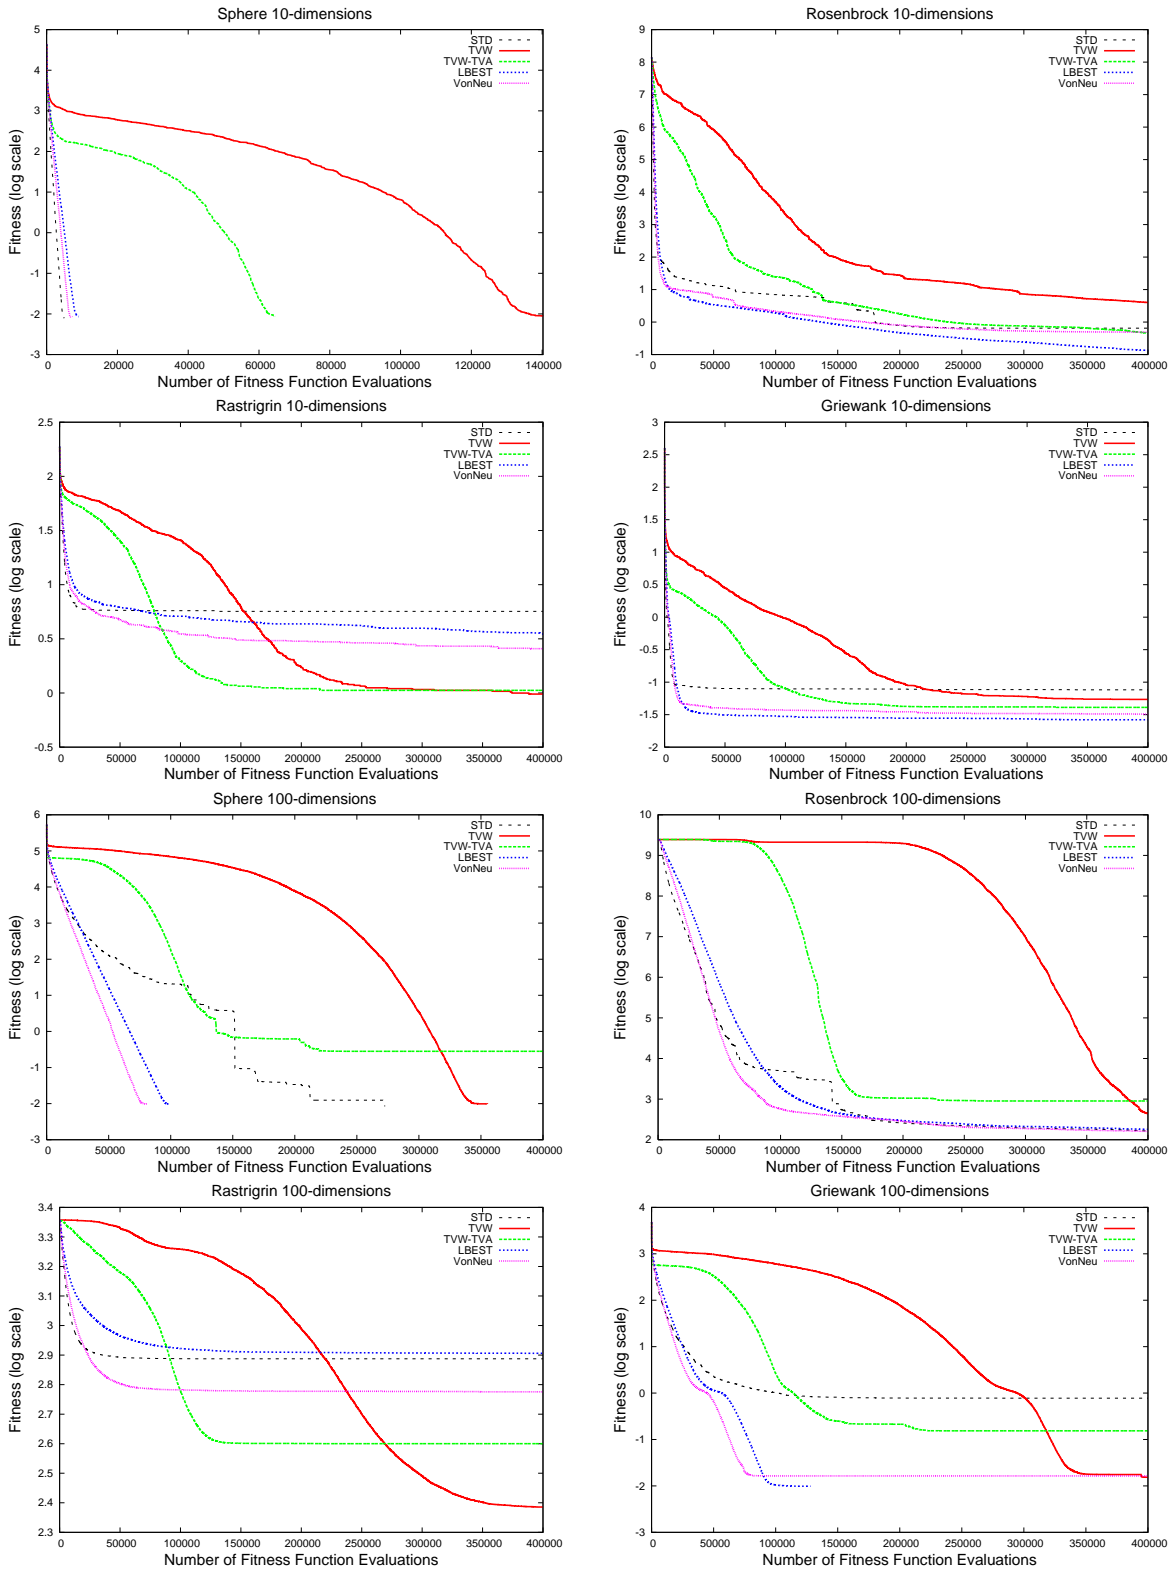 Sphere 10-dimensions
5
4
3
2
1
0
-1
-2
-3
Fitness (log scale)
STD
TVW
TVW-TVA
LBEST
VonNeu
0 20000 40000 60000 80000 100000 120000 140000
Number of Fitness Function Evaluations
Rosenbrock 10-dimensions
9
8
7
6
5
4
3
2
1
0
-1
Fitness (log scale)
STD
TVW
TVW-TVA
LBEST
VonNeu
0 50000 100000 150000 200000 250000 300000 350000 400000
Number of Fitness Function Evaluations
Rastrigrin 10-dimensions
2.5
2
1.5
1
0.5
0
-0.5
Fitness (log scale)
STD
TVW
TVW-TVA
LBEST
VonNeu
0 50000 100000 150000 200000 250000 300000 350000 400000
Number of Fitness Function Evaluations
Griewank 10-dimensions
3
2.5
2
1.5
1
0.5
0
-0.5
-1
-1.5
-2
Fitness (log scale)
STD
TVW
TVW-TVA
LBEST
VonNeu
0 50000 100000 150000 200000 250000 300000 350000 400000
Number of Fitness Function Evaluations
Sphere 100-dimensions
6
5
4
3
2
1
0
-1
-2
-3
Fitness (log scale)
STD
TVW
TVW-TVA
LBEST
VonNeu
0 50000 100000 150000 200000 250000 300000 350000 400000
Number of Fitness Function Evaluations
Rosenbrock 100-dimensions
10
9
8
7
6
5
4
3
2
Fitness (log scale)
STD
TVW
TVW-TVA
LBEST
VonNeu
0 50000 100000 150000 200000 250000 300000 350000 400000
Number of Fitness Function Evaluations
Rastrigrin 100-dimensions
3.4
3.3
3.2
3.1
3
2.9
2.8
2.7
2.6
2.5
2.4
2.3
Fitness (log scale)
STD
TVW
TVW-TVA
LBEST
VonNeu
0 50000 100000 150000 200000 250000 300000 350000 400000
Number of Fitness Function Evaluations
Griewank 100-dimensions
4
3
2
1
0
-1
-2
-3
Fitness (log scale)
STD
TVW
TVW-TVA
LBEST
VonNeu
0 50000 100000 150000 200000 250000 300000 350000 400000
Number of Fitness Function Evaluations